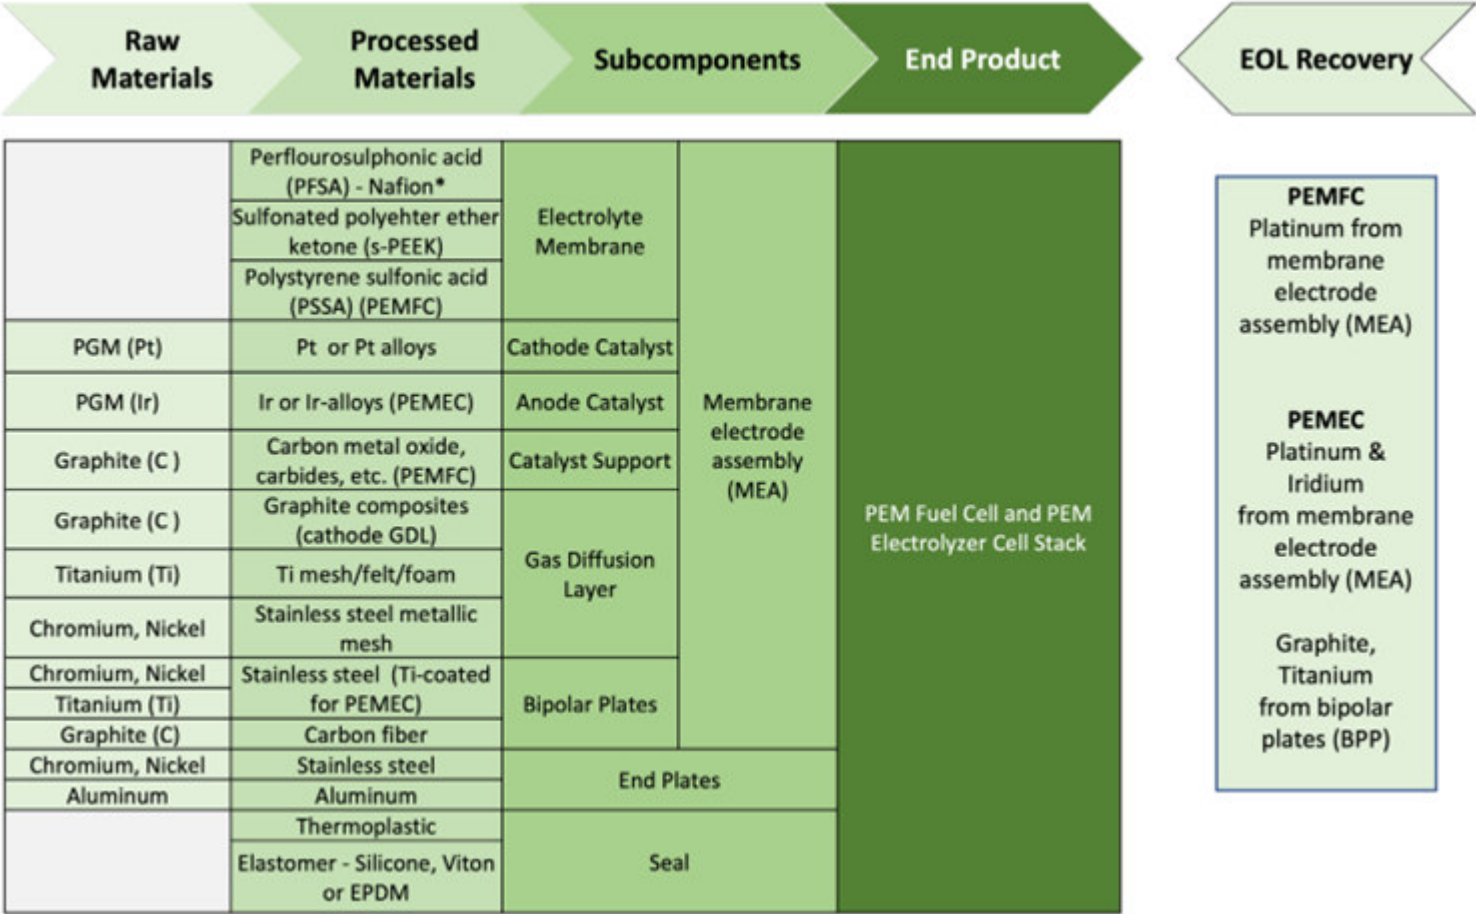 Raw
Materials
Processed
Materials
Subcomponents
End Product
EOL Recovery
Perflourosulphonic acid
(PFSA) - Nafion*
Sulfonated polyehter ether
ketone (s-PEEK)
Polystyrene sulfonic acid
(PSSA) (PEMFC)
Electrolyte
Membrane
PGM (Pt)
Pt or Pt alloys
Cathode Catalyst
PGM (Ir)
Ir or Ir-alloys (PEMEC)
Anode Catalyst
Graphite (C )
Carbon metal oxide,
carbides, etc. (PEMFC)
Catalyst Support
Graphite (C )
Graphite composites
(cathode GDL)
Titanium (Ti)
Ti mesh/felt/foam
Chromium, Nickel
Stainless steel metallic
mesh
Gas Diffusion
Layer
Chromium, Nickel
Titanium (Ti)
Stainless steel (Ti-coated
for PEMEC)
Graphite (C)
Carbon fiber
Bipolar Plates
Membrane
electrode
assembly
(MEA)
Chromium, Nickel
Stainless steel
Aluminum
Aluminum
End Plates
Thermoplastic
Elastomer - Silicone, Viton
or EPDM
Seal
PEM Fuel Cell and PEM
Electrolyzer Cell Stack
PEMFC
Platinum from
membrane
electrode
assembly (MEA)
PEMEC
Platinum &
Iridium
from membrane
electrode
assembly (MEA)
Graphite,
Titanium
from bipolar
plates (BPP)